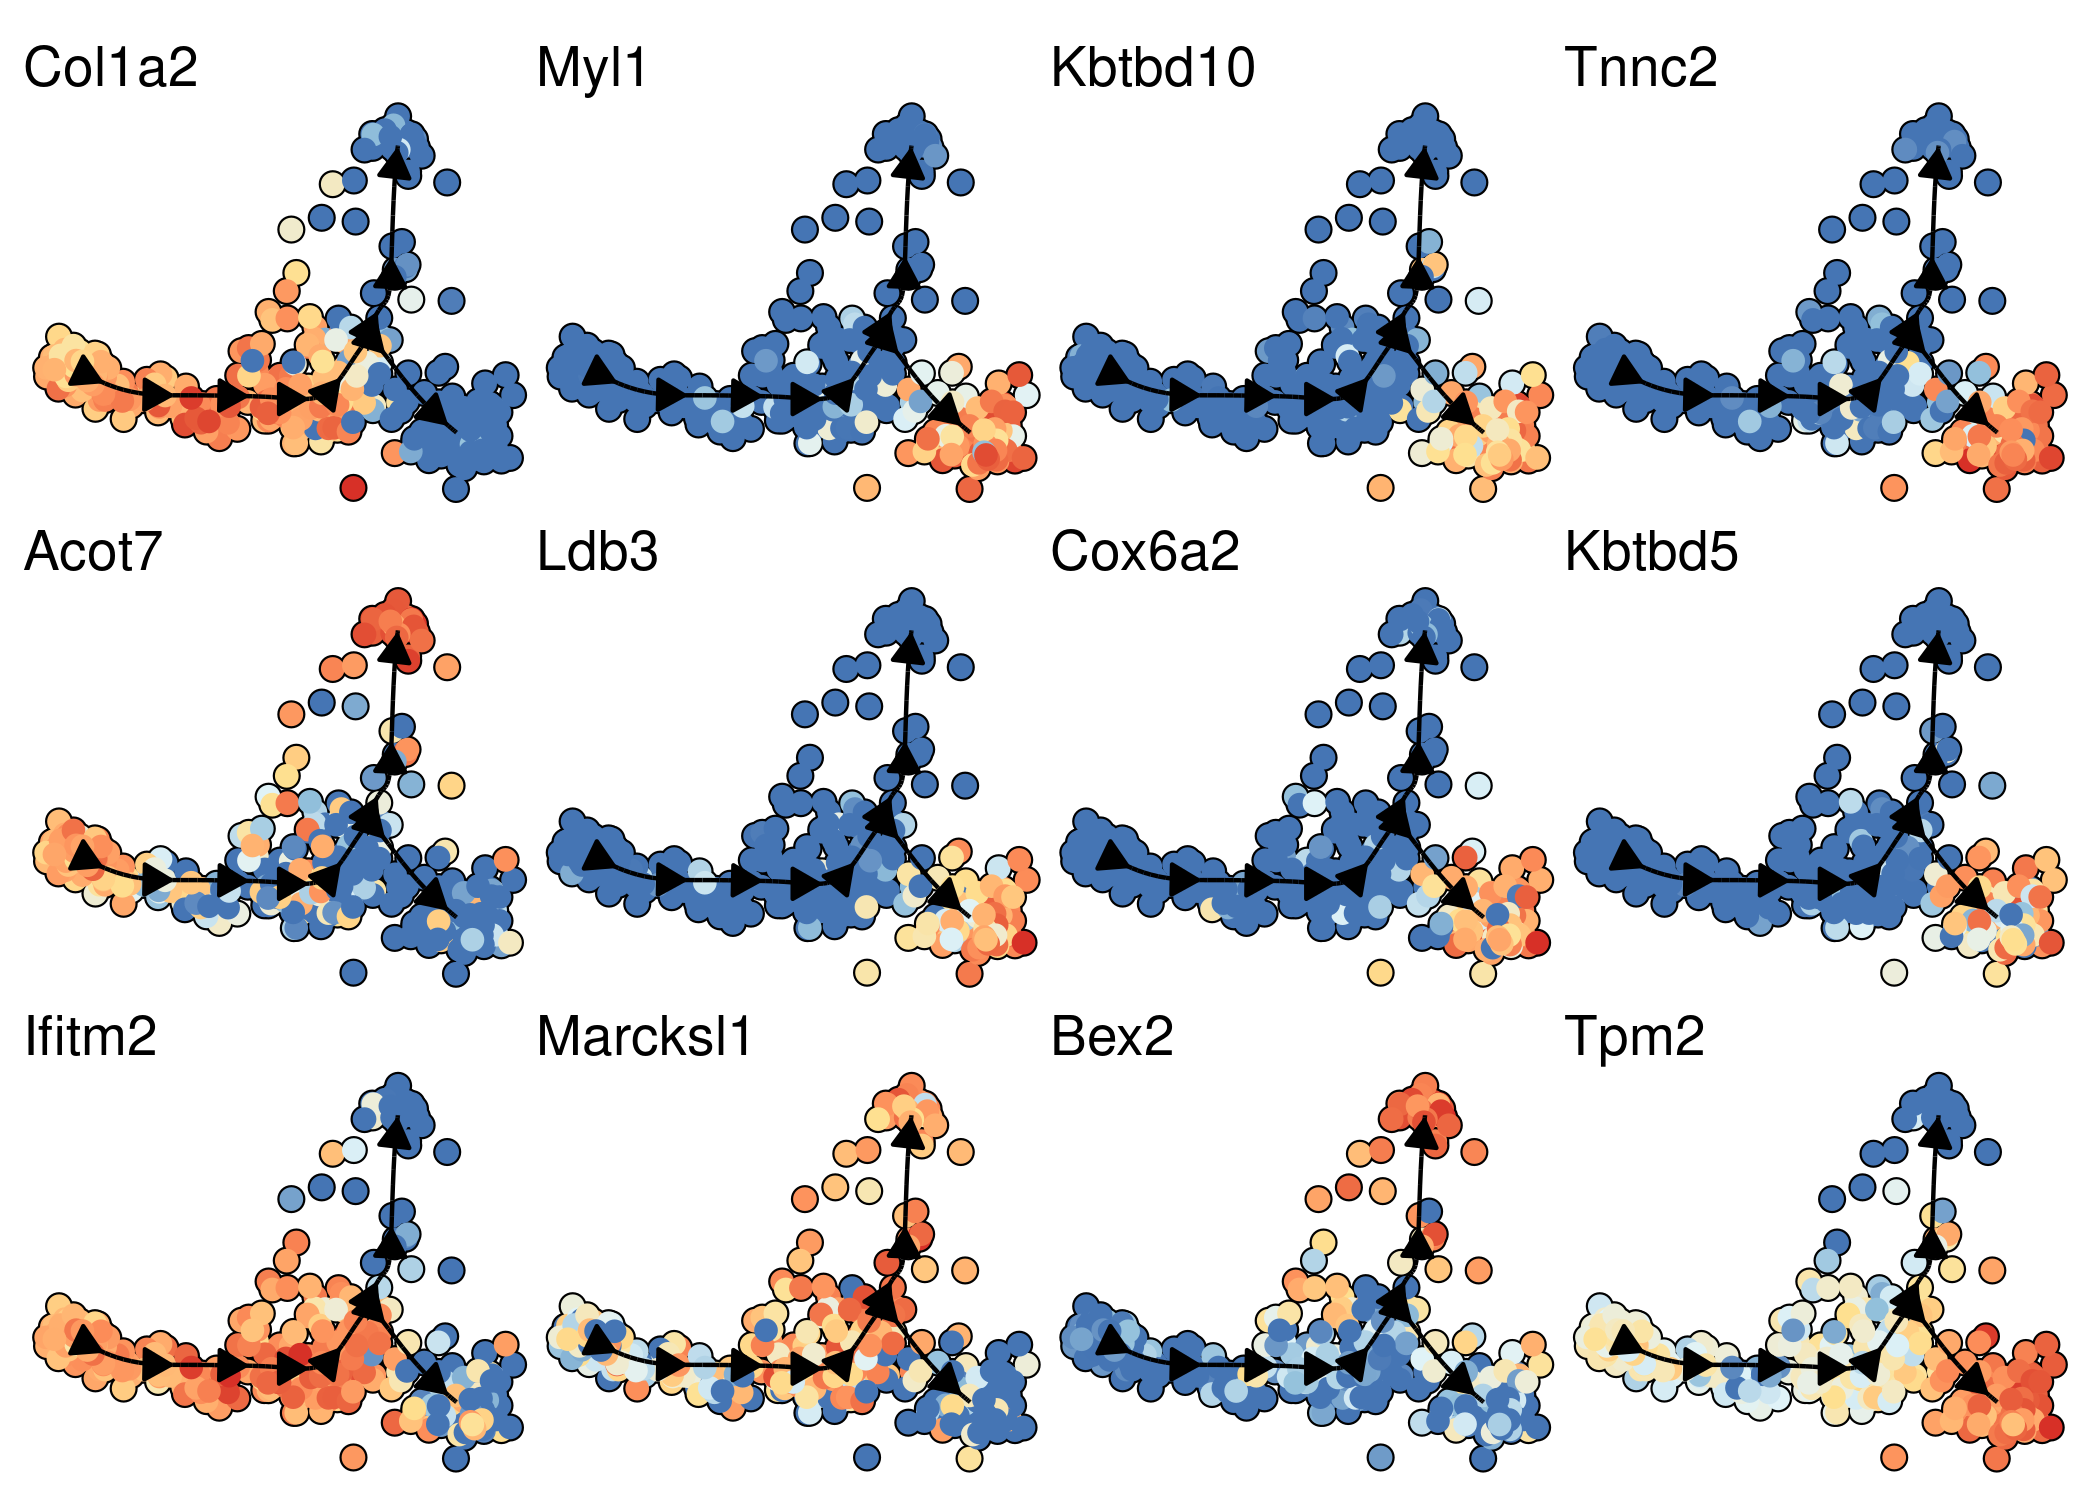 Col1a2
Myl1
Kbtbd10
Tnnc2
Acot7
Ldb3
Cox6a2
Kbtbd5
Ifitm2
Marcksl1
Bex2
Tpm2